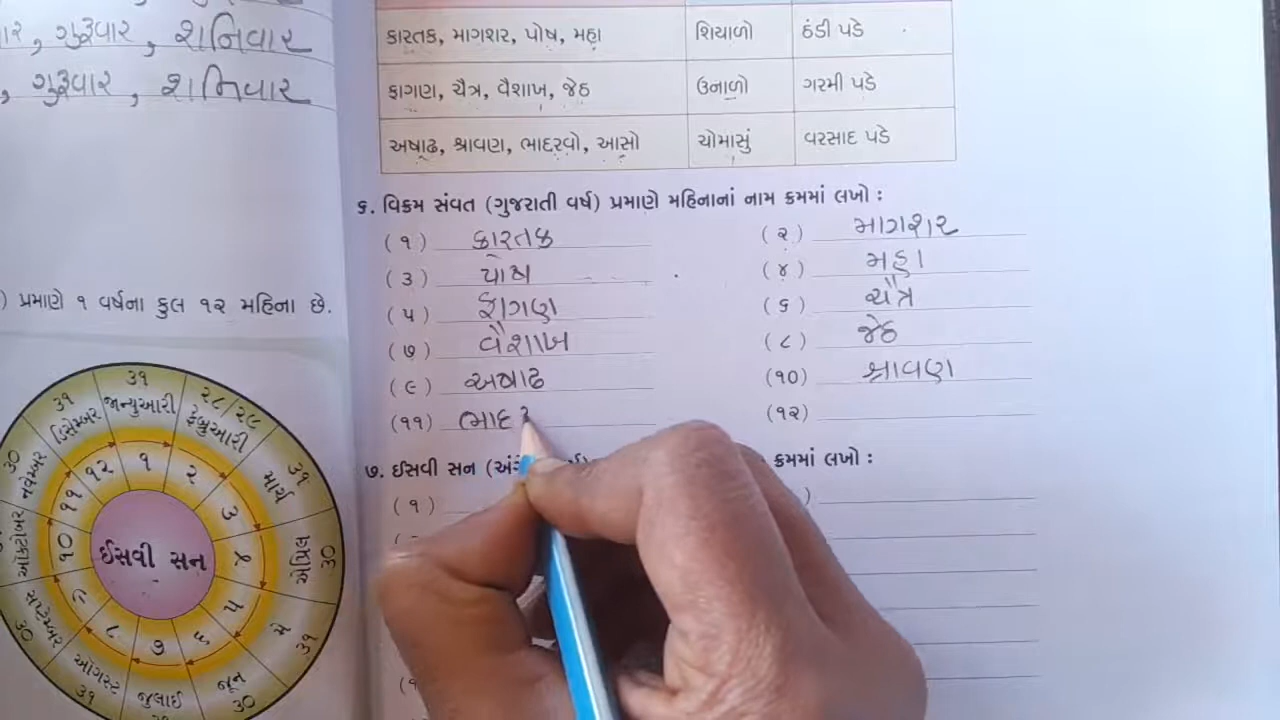 ગુરૂવાર, શનિવાર
, ગુરૂવાર, શનિવાર
) પ્રમાણે ૧ વર્ષના કુલ ૧૨ મહિના છે.
ઈસવી સન
૧ ૨ ૩ ૪ ૫ ૬ ૭ ૮ ૯ ૧૦ ૧૧ ૧૨
જાન્યુઆરી ૩૧
ફેબ્રુઆરી ૨૮/૨૯
માર્ચ ૩૧
એપ્રિલ ૩૦
મે ૩૧
જૂન ૩૦
જુલાઈ
ઑગસ્ટ ૩૧
સપ્ટેમ્બર ૩૦
ઑક્ટોબર
નવેમ્બર ૩૦
ડિસેમ્બર ૩૧
કારતક, માગશર, પોષ, મહા શિયાળો ઠંડી પડે
ફાગણ, ચૈત્ર, વૈશાખ, જેઠ ઉનાળો ગરમી પડે
અષાઢ, શ્રાવણ, ભાદરવો, આસો ચોમાસું વરસાદ પડે
૬. વિક્રમ સંવત (ગુજરાતી વર્ષ) પ્રમાણે મહિનાનાં નામ ક્રમમાં લખો :
(૧) કારતક (૨) માગશર
(૩) પોષ (૪) મહા
(૫) ફાગણ (૬) ચૈત્ર
(૭) વૈશાખ (૮) જેઠ
(૯) અષાઢ (૧૦) શ્રાવણ
(૧૧) ભાદર (૧૨)
૭. ઈસવી સન ક્રમમાં લખો :
(૧)